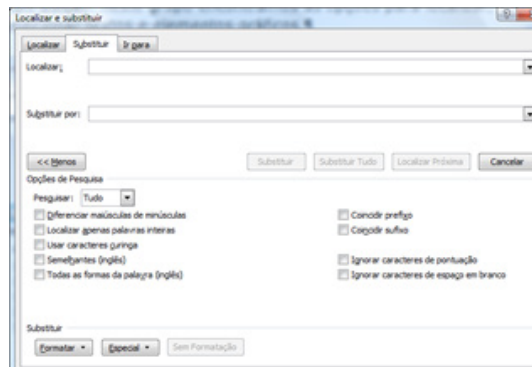 Localizar e substituir
Localizar Substituir Ir para
Localizar:
Substituir por:
<< Menos Substituir Substituir Tudo Localizar Próxima Cancelar
Opções de Pesquisa
Pesquisar: Tudo
Diferenciar maiúsculas de minúsculas Coincidir prefixo
Localizar apenas palavras inteiras Coincidir sufixo
Usar caracteres curinga
Semelhantes (inglês) Ignorar caracteres de pontuação
Todas as formas da palavra (inglês) Ignorar caracteres de espaço em branco
Substituir
Formatar Especial Sem Formatação